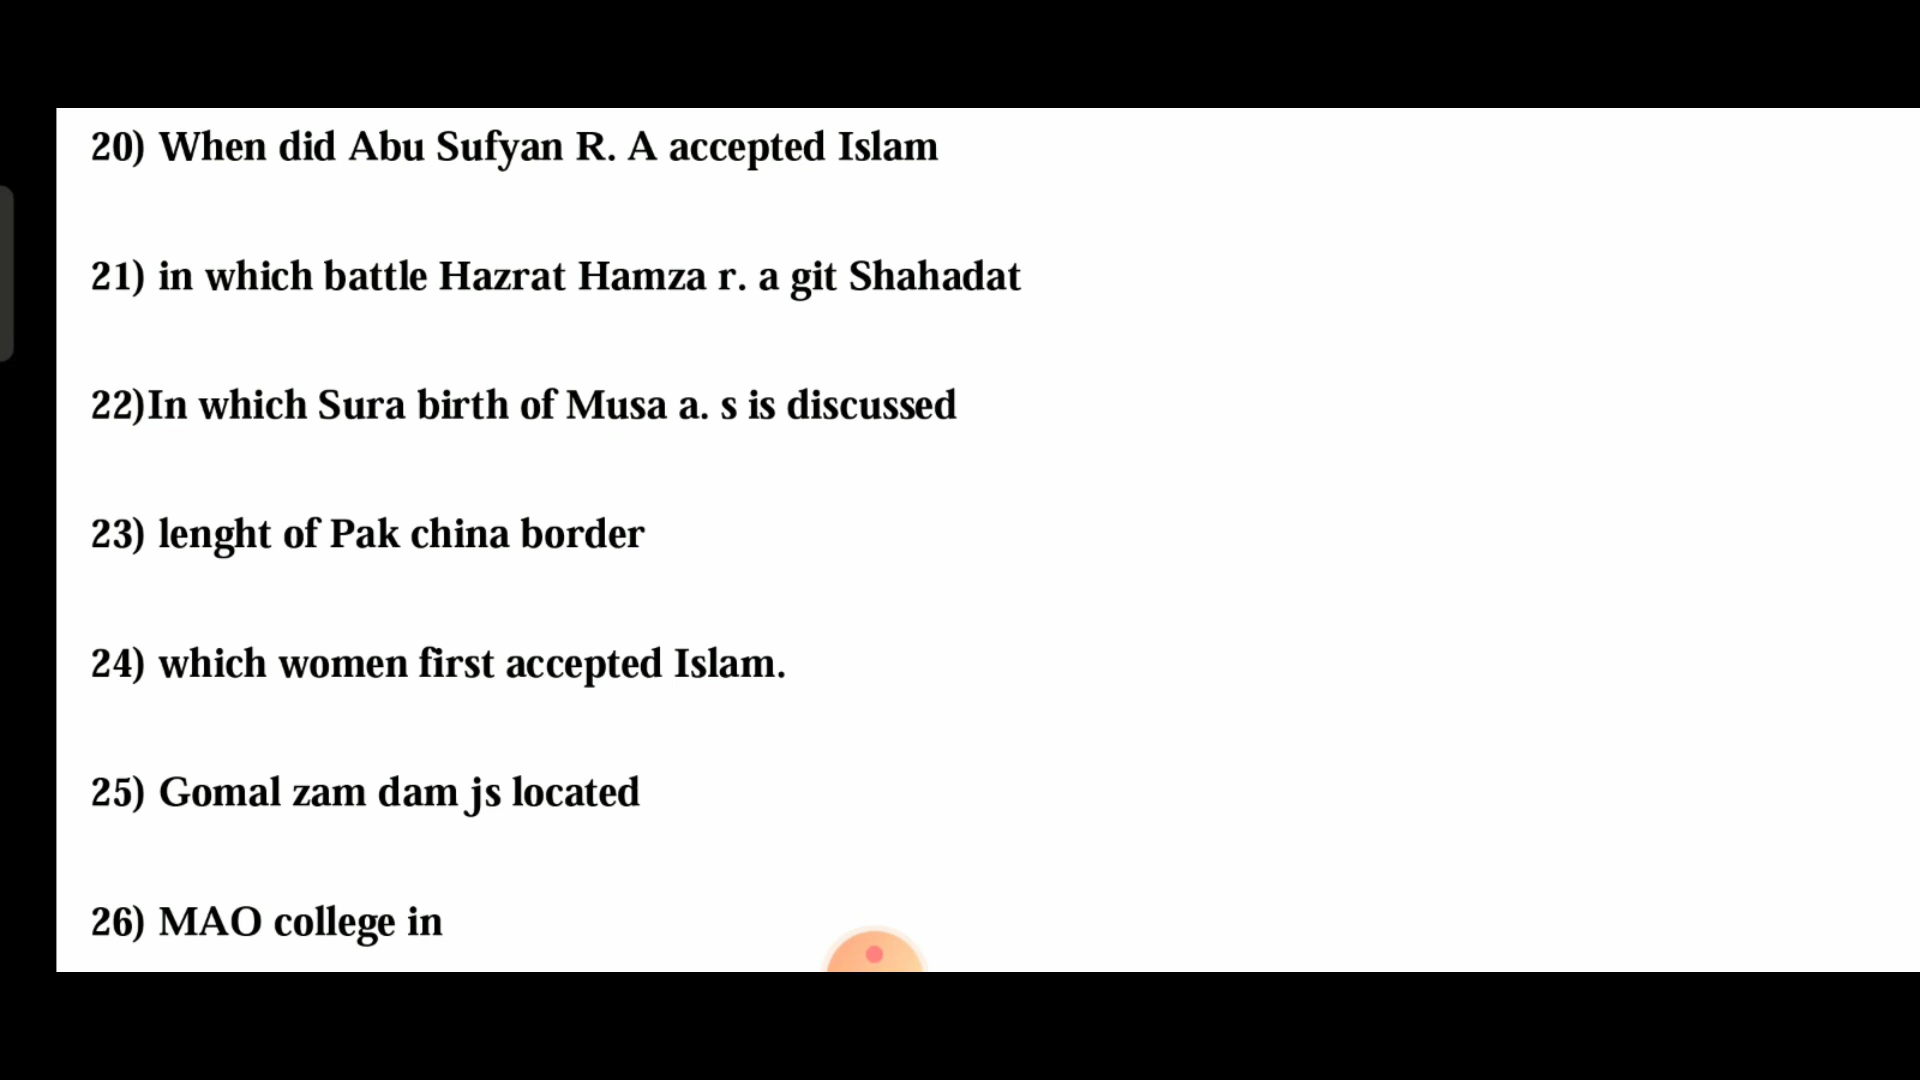 20) When did Abu Sufyan R. A accepted Islam
21) in which battle Hazrat Hamza r. a git Shahadat
22)In which Sura birth of Musa a. s is discussed
23) lenght of Pak china border
24) which women first accepted Islam.
25) Gomal zam dam js located
26) MAO college in